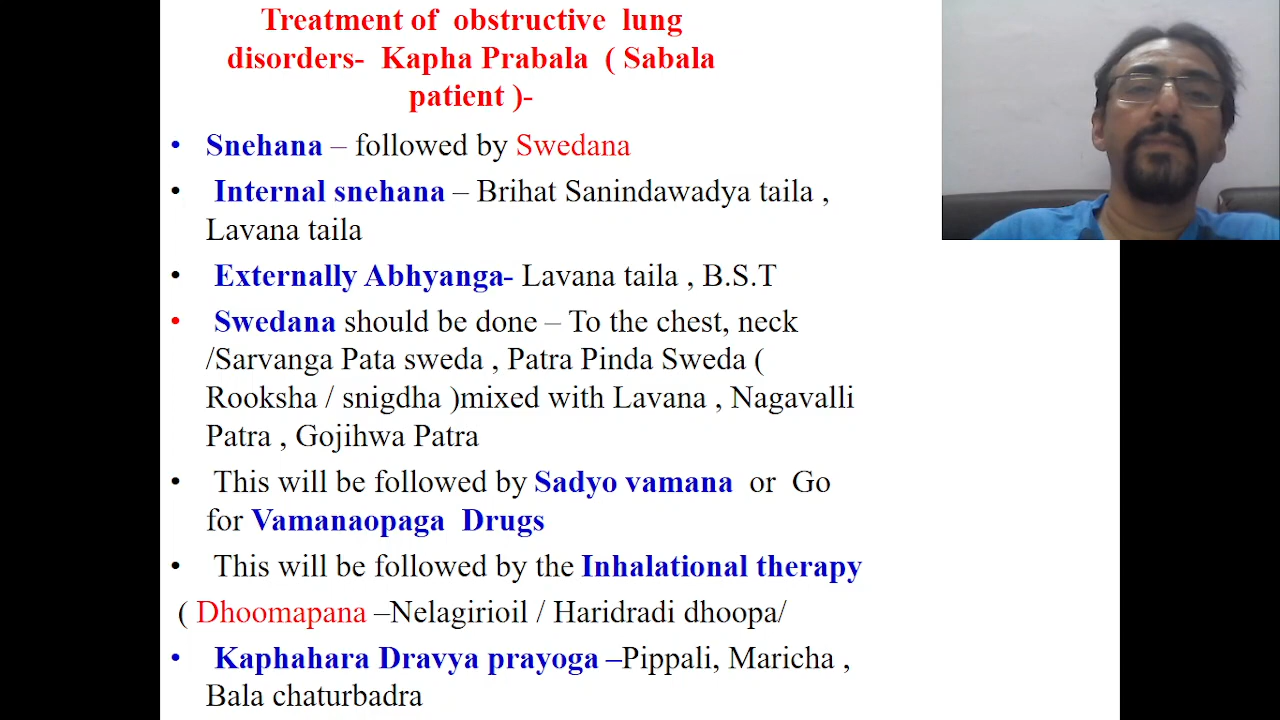 Treatment of obstructive lung
disorders- Kapha Prabala ( Sabala
patient )-
• Snehana – followed by Swedana
• Internal snehana – Brihat Sanindawadya taila ,
Lavana taila
• Externally Abhyanga- Lavana taila , B.S.T
• Swedana should be done – To the chest, neck
/Sarvanga Pata sweda , Patra Pinda Sweda (
Rooksha / snigdha )mixed with Lavana , Nagavalli
Patra , Gojihwa Patra
• This will be followed by Sadyo vamana or Go
for Vamanaopaga Drugs
• This will be followed by the Inhalational therapy
( Dhoomapana –Nelagirioil / Haridradi dhoopa/
• Kaphahara Dravya prayoga –Pippali, Maricha ,
Bala chaturbadra